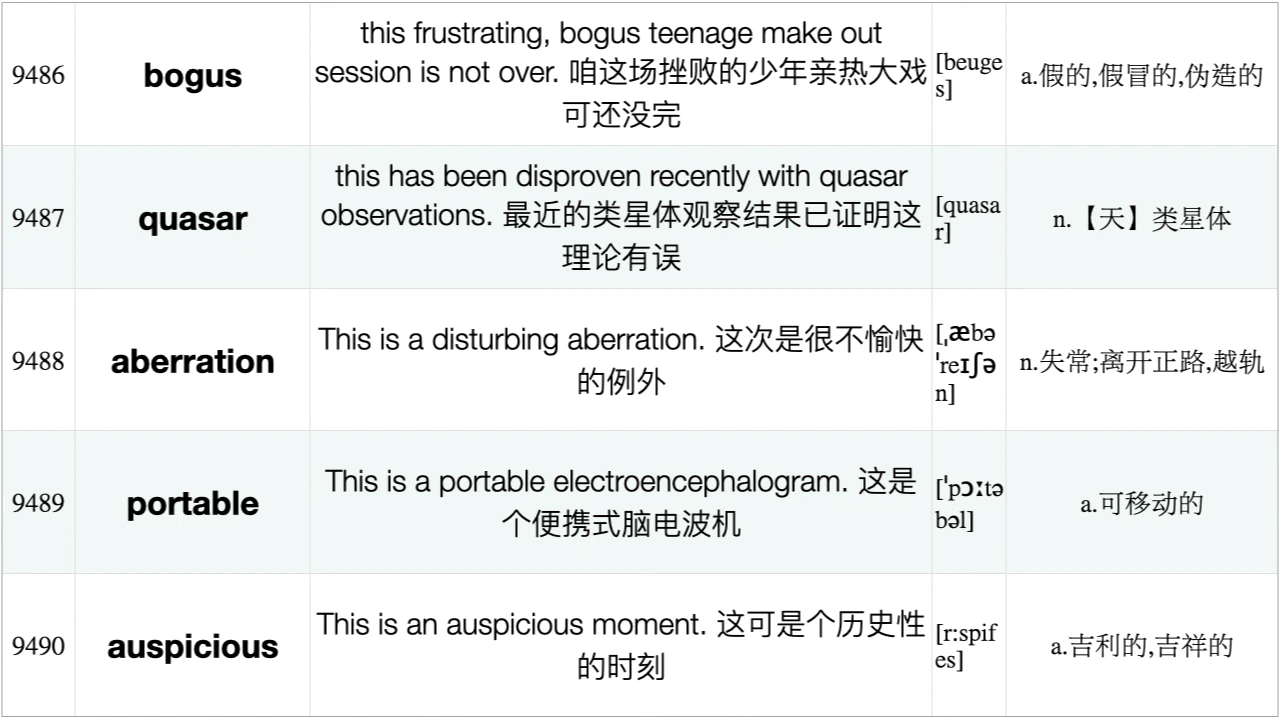 9486
bogus
this frustrating, bogus teenage make out
session is not over. 咱这场挫败的少年亲热大戏
可还没完
[beuge
s]
a.假的,假冒的,伪造的
9487
quasar
this has been disproven recently with quasar
observations. 最近的类星体观察结果已证明这
理论有误
[quasa
r]
n.【天】类星体
9488
aberration
This is a disturbing aberration. 这次是很不愉快
的例外
[ˌæbə
ˈreɪʃə
n]
n.失常;离开正路,越轨
9489
portable
This is a portable electroencephalogram. 这是
个便携式脑电波机
[ˈpɔːtə
bəl]
a.可移动的
9490
auspicious
This is an auspicious moment. 这可是个历史性
的时刻
[r:spif
es]
a.吉利的,吉祥的